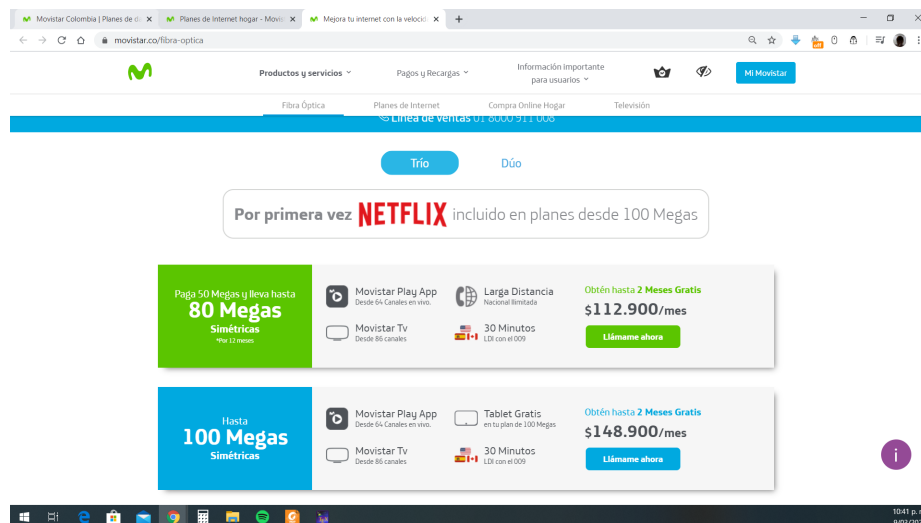 Movistar Colombia | Planes de d
Planes de Internet hogar - Movis
Mejora tu internet con la velocid
movistar.co/fibra-optica
off
Productos y servicios
Pagos y Recargas
Información importante
para usuarios
Mi Movistar
Fibra Óptica
Planes de Internet
Compra Online Hogar
Televisión
Línea de ventas 01 8000 911 008
Trío
Dúo
Por primera vez NETFLIX incluido en planes desde 100 Megas
Paga 50 Megas y lleva hasta
80 Megas
Simétricas
*Por 12 meses
Movistar Play App
Desde 64 Canales en vivo.
Larga Distancia
Nacional Ilimitada
Movistar Tv
Desde 86 canales
30 Minutos
LDI con el 009
Obtén hasta 2 Meses Gratis
$112.900/mes
Llámame ahora
Hasta
100 Megas
Simétricas
Movistar Play App
Desde 64 Canales en vivo.
Tablet Gratis
en tu plan de 100 Megas
Movistar Tv
Desde 86 canales
30 Minutos
LDI con el 009
Obtén hasta 2 Meses Gratis
$148.900/mes
Llámame ahora
i
10:41 p.